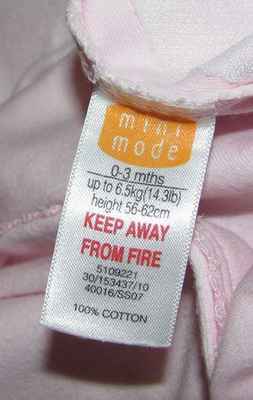 mini
mode
0-3 mths
up to 6.5kg(14.3lb)
height 56-62cm
KEEP AWAY
FROM FIRE
5109221
30/153437/10
40016/SS07
100% COTTON